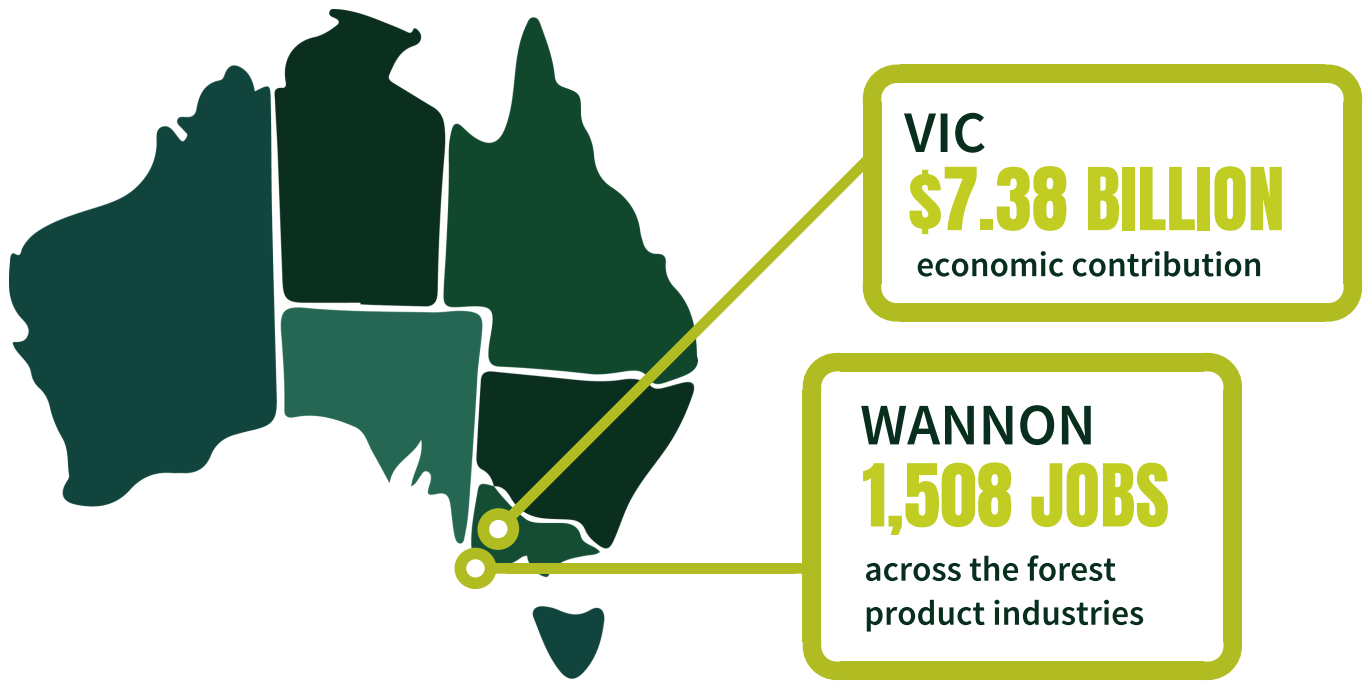 VIC
$7.38 BILLION
economic contribution
WANNON
1,508 JOBS
across the forest
product industries